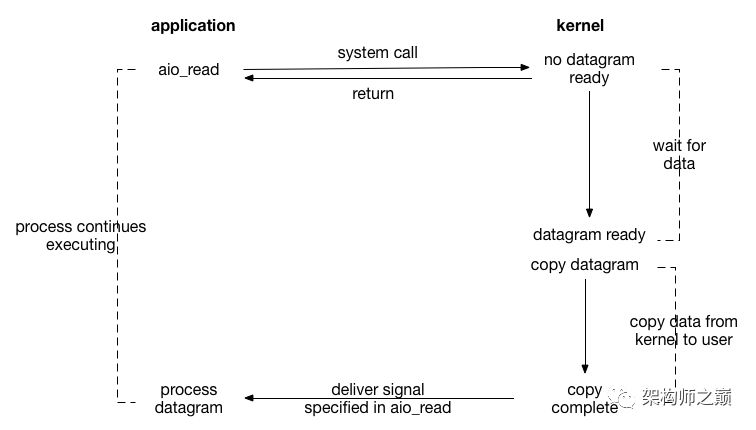 application
kernel
system call
aio_read
no datagram
ready
return
wait for
data
process continues
executing
datagram ready
copy datagram
copy data from
kernel to user
process
datagram
deliver signal
specified in aio_read
copy
complete
架构师之巅